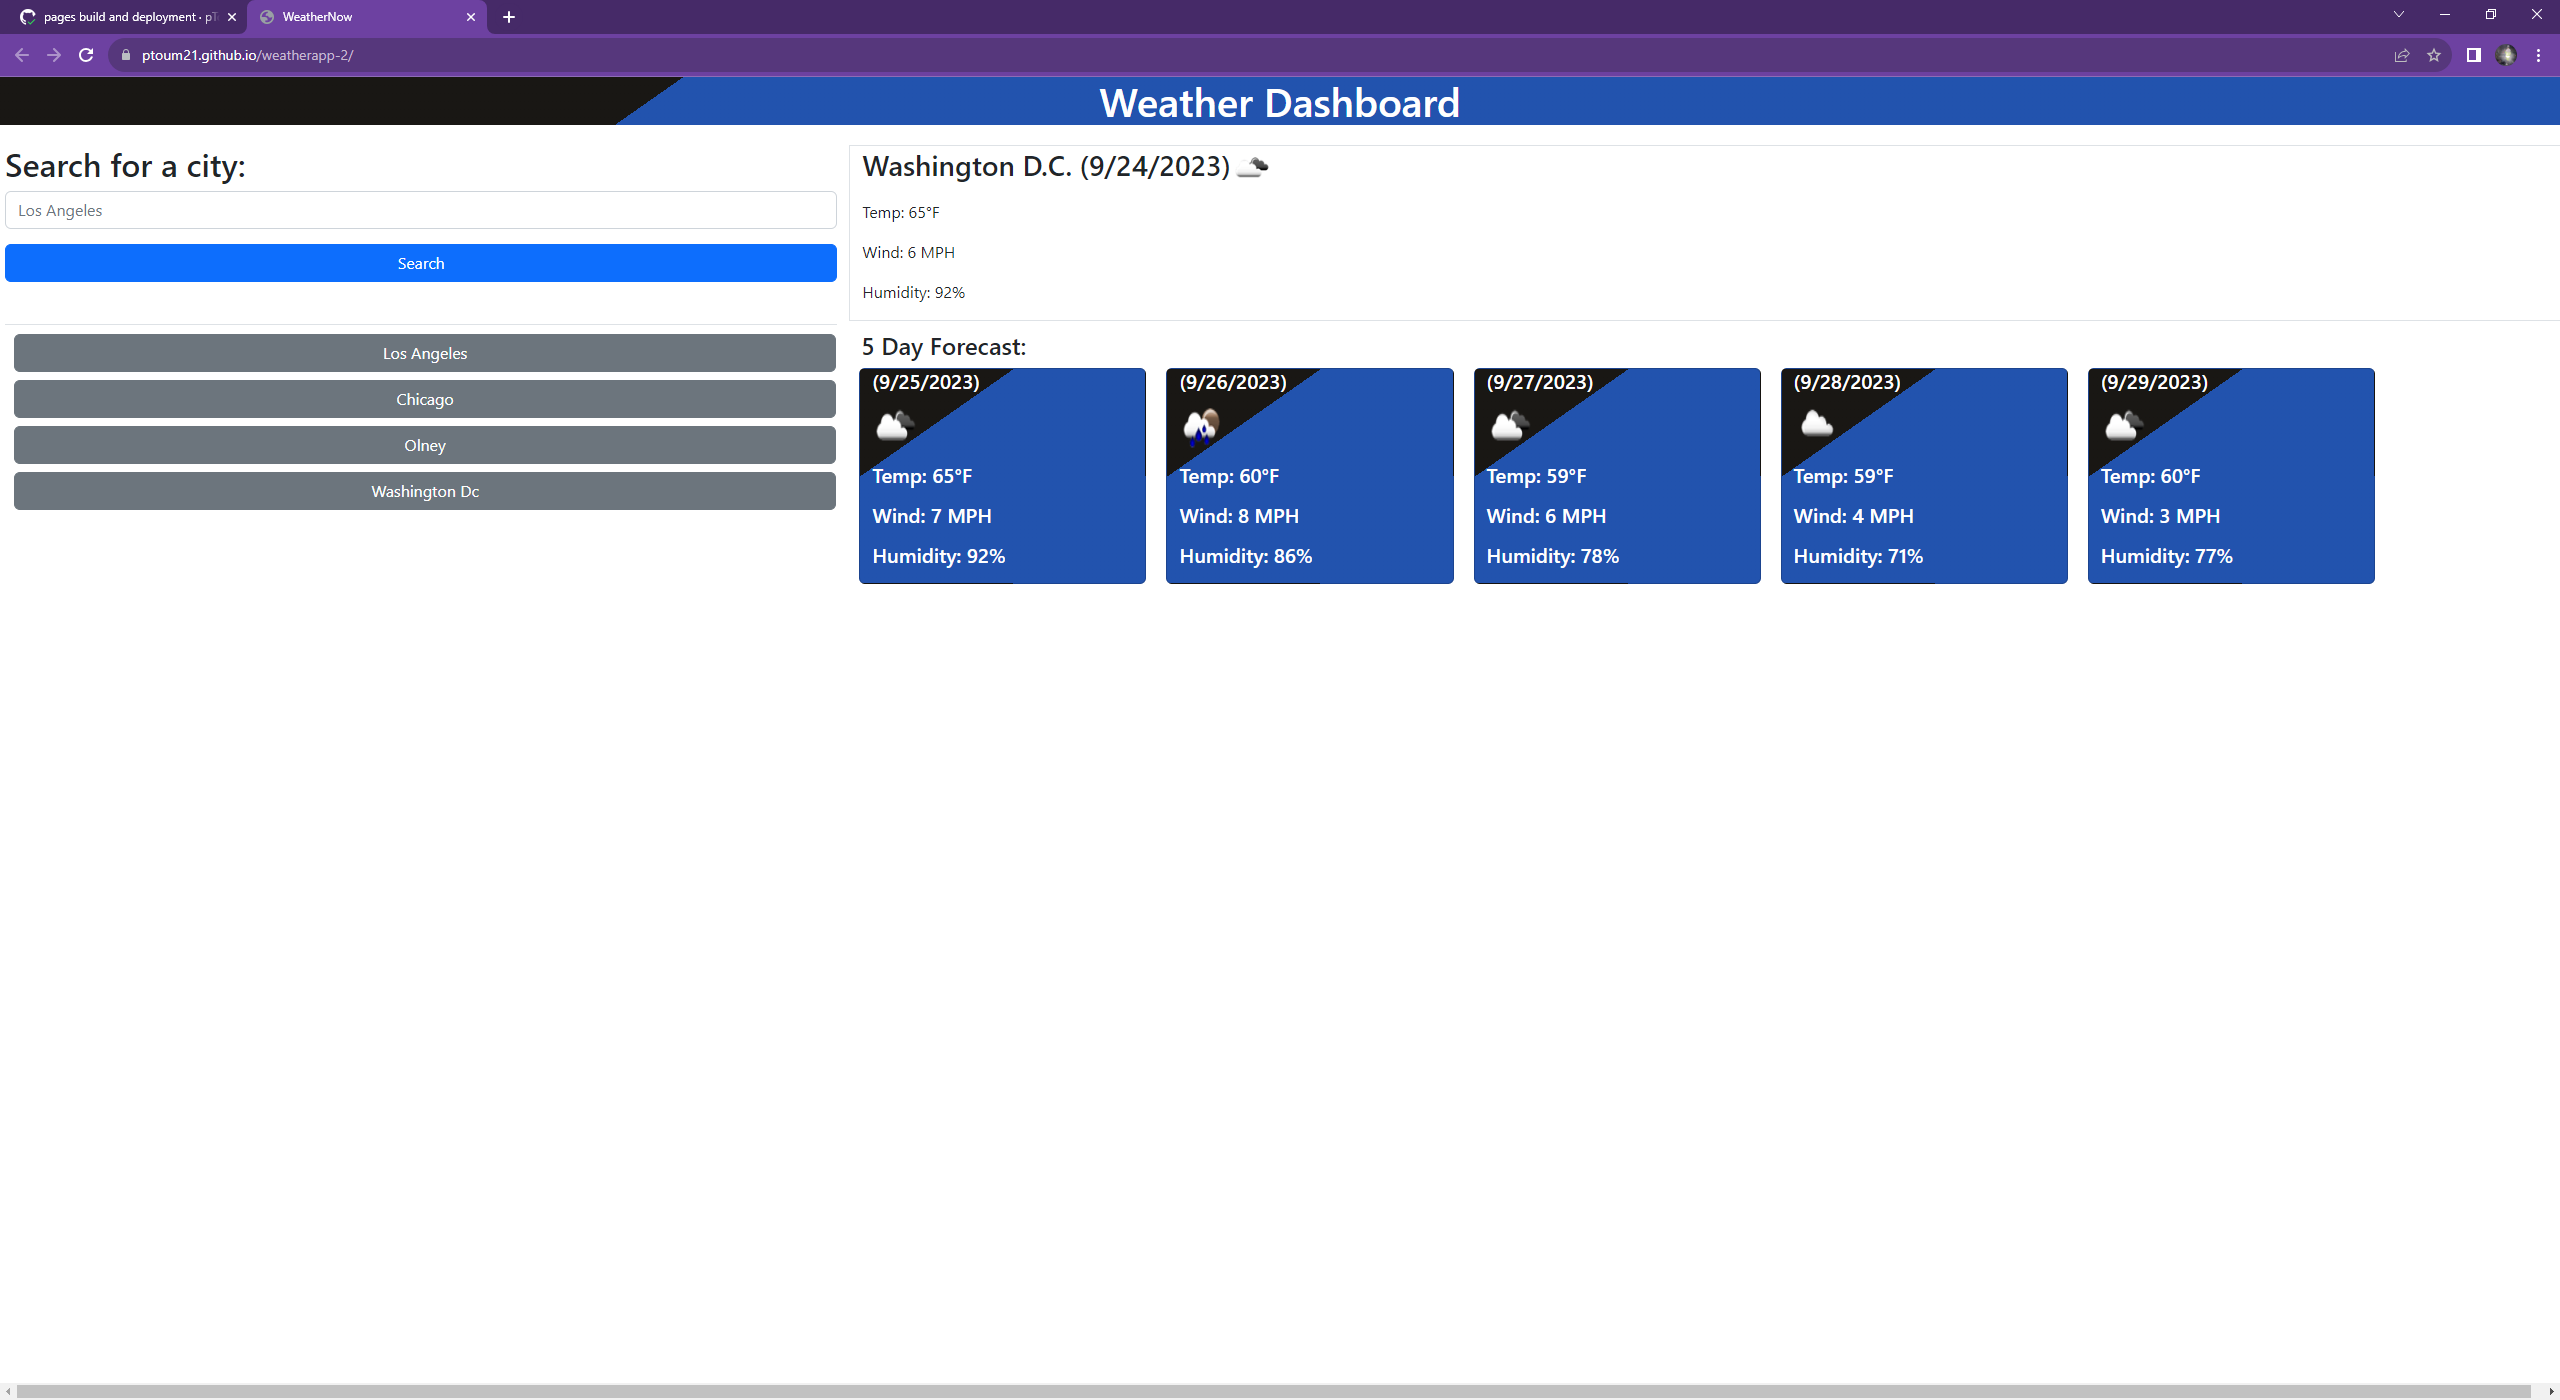 pages build and deployment · pT
WeatherNow
ptoum21.github.io/weatherapp-2/
Weather Dashboard
Search for a city:
Los Angeles
Search
Los Angeles
Chicago
Olney
Washington Dc
Washington D.C. (9/24/2023)
Temp: 65°F
Wind: 6 MPH
Humidity: 92%
5 Day Forecast:
(9/25/2023)
Temp: 65°F
Wind: 7 MPH
Humidity: 92%
(9/26/2023)
Temp: 60°F
Wind: 8 MPH
Humidity: 86%
(9/27/2023)
Temp: 59°F
Wind: 6 MPH
Humidity: 78%
(9/28/2023)
Temp: 59°F
Wind: 4 MPH
Humidity: 71%
(9/29/2023)
Temp: 60°F
Wind: 3 MPH
Humidity: 77%